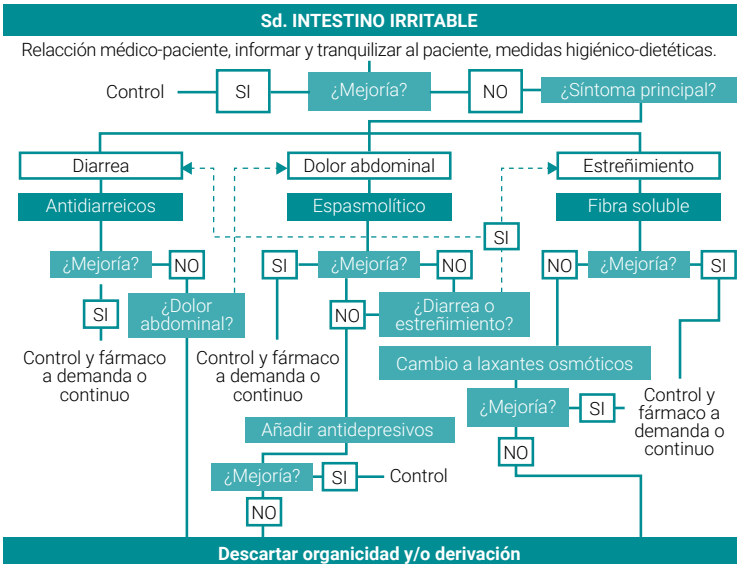 Sd. INTESTINO IRRITABLE
Relacción médico-paciente, informar y tranquilizar al paciente, medidas higiénico-dietéticas.
Control
SI
¿Mejoría?
NO
¿Síntoma principal?
Diarrea
Dolor abdominal
Estreñimiento
Antidiarreicos
Espasmolítico
Fibra soluble
SI
¿Mejoría?
NO
SI
¿Mejoría?
NO
NO
¿Mejoría?
SI
SI
¿Dolor
abdominal?
NO
¿Diarrea o
estreñimiento?
Control y fármaco
a demanda o
continuo
Control y fármaco
a demanda o
continuo
Cambio a laxantes osmóticos
¿Mejoría?
SI
Control y
fármaco a
demanda o
continuo
Añadir antidepresivos
NO
¿Mejoría?
SI
Control
NO
Descartar organicidad y/o derivación